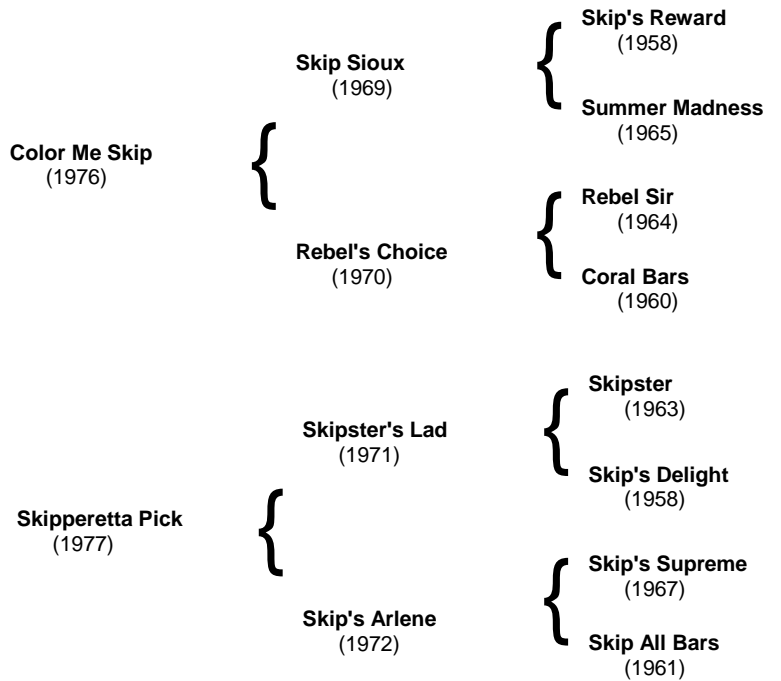 Skip's Reward
(1958)
Skip Sioux
(1969)
Summer Madness
(1965)
Color Me Skip
(1976)
Rebel Sir
(1964)
Rebel's Choice
(1970)
Coral Bars
(1960)
Skipster
(1963)
Skipster's Lad
(1971)
Skip's Delight
(1958)
Skipperetta Pick
(1977)
Skip's Supreme
(1967)
Skip's Arlene
(1972)
Skip All Bars
(1961)